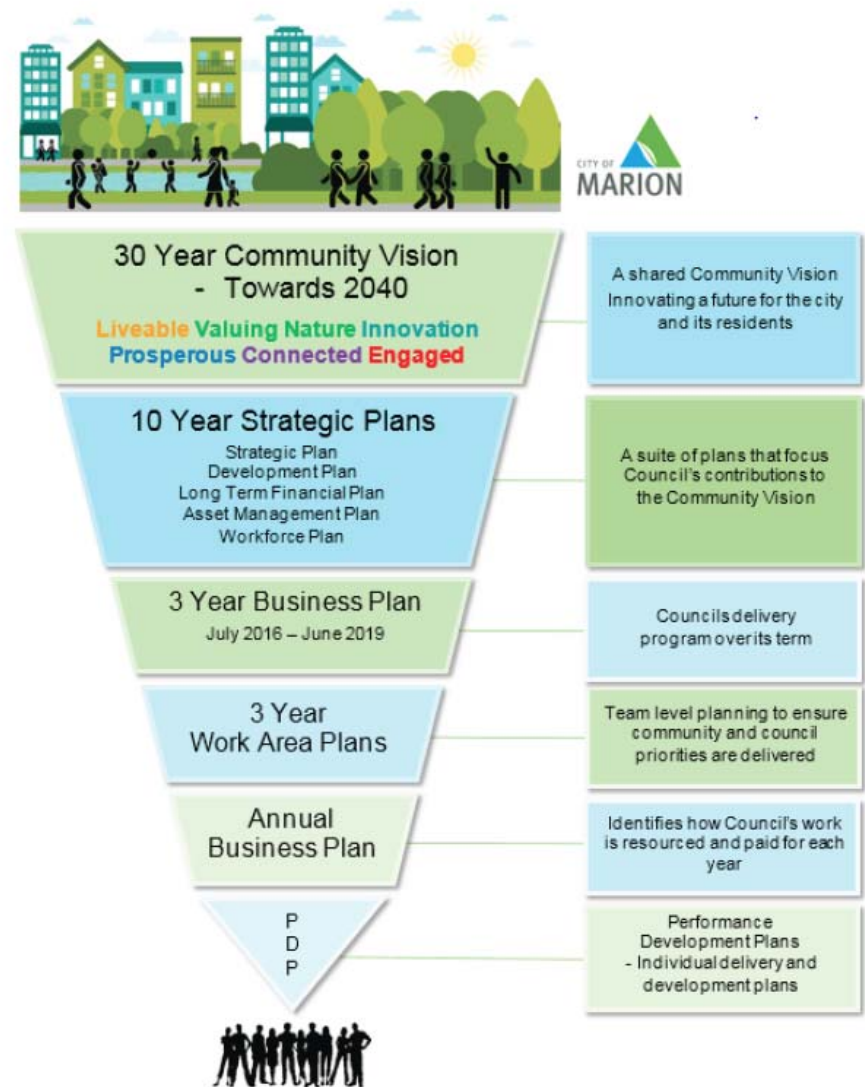 CITY OF
MARION
30 Year Community Vision
- Towards 2040
Liveable Valuing Nature Innovation
Prosperous Connected Engaged
A shared Community Vision
Innovating a future for the city
and its residents
10 Year Strategic Plans
Strategic Plan
Development Plan
Long Term Financial Plan
Asset Management Plan
Workforce Plan
A suite of plans that focus
Council's contributions to
the Community Vision
3 Year Business Plan
July 2016 – June 2019
Councils delivery
program over its term
3 Year
Work Area Plans
Team level planning to ensure
community and council
priorities are delivered
Annual
Business Plan
Identifies how Council's work
is resourced and paid for each
year
P
D
P
Performance
Development Plans
- Individual delivery and
development plans